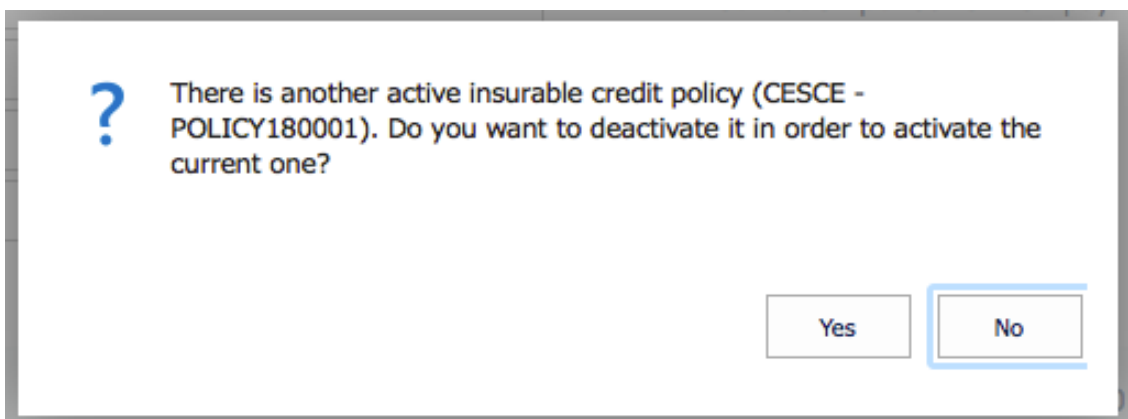 There is another active insurable credit policy (CESCE -
POLICY180001). Do you want to deactivate it in order to activate the
current one?
Yes
No